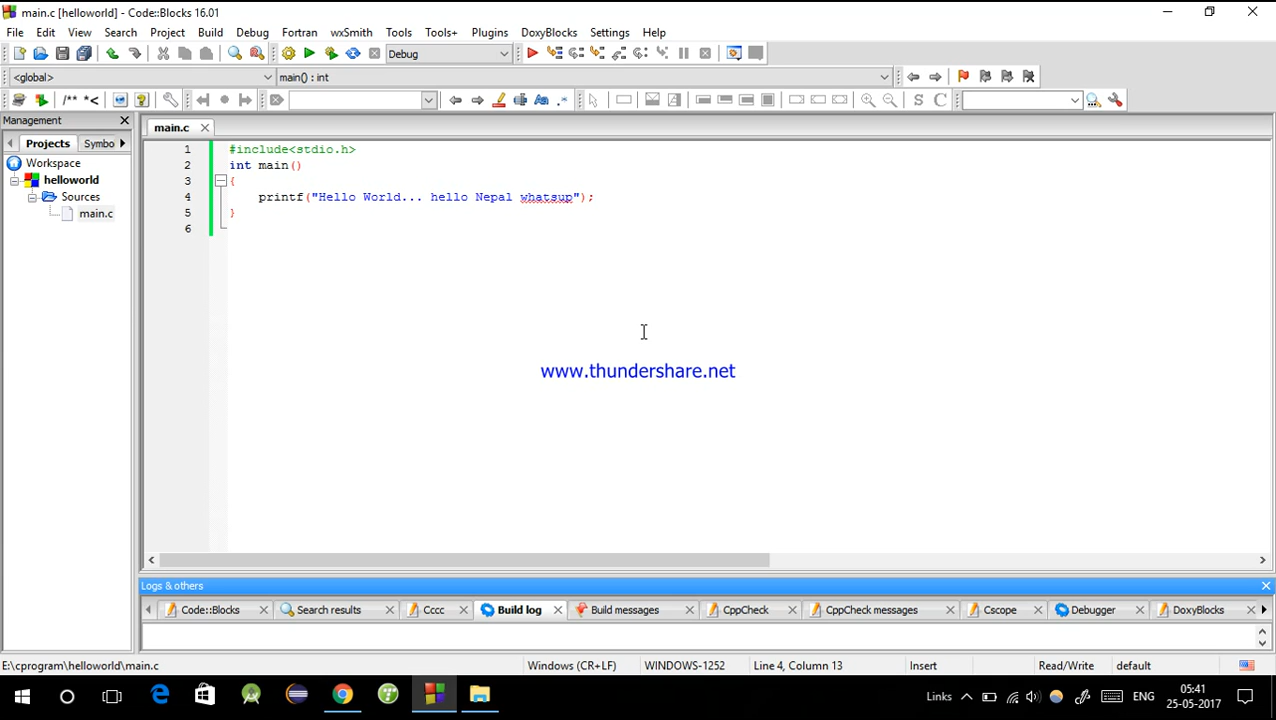 main.c [helloworld] - Code::Blocks 16.01
File Edit View Search Project Build Debug Fortran wxSmith Tools Tools+ Plugins DoxyBlocks Settings Help
Debug
<global> main() : int
/** *<
Management
main.c
Projects Symbo
1 #include<stdio.h>
Workspace
2 int main()
helloworld
3 {
Sources
4 printf("Hello World... hello Nepal whatsup");
main.c
5 }
6
www.thundershare.net
Logs & others
Code::Blocks Search results Cccc Build log Build messages CppCheck CppCheck messages Cscope Debugger DoxyBlocks
E:\cprogram\helloworld\main.c Windows (CR+LF) WINDOWS-1252 Line 4, Column 13 Insert Read/Write default
Links ENG 05:41
25-05-2017